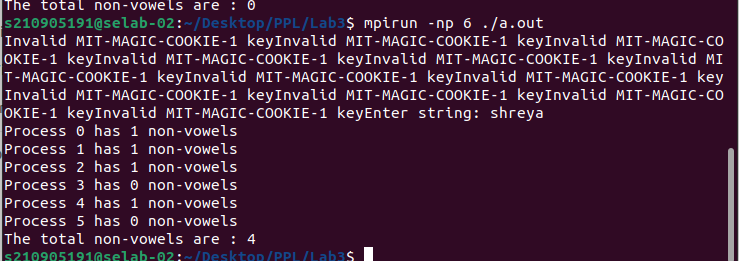 The total non-vowels are : 0
s210905191@selab-02:~/Desktop/PPL/Lab3$ mpirun -np 6 ./a.out
Invalid MIT-MAGIC-COOKIE-1 keyInvalid MIT-MAGIC-COOKIE-1 keyInvalid MIT-MAGIC-CO
OKIE-1 keyInvalid MIT-MAGIC-COOKIE-1 keyInvalid MIT-MAGIC-COOKIE-1 keyInvalid MI
T-MAGIC-COOKIE-1 keyInvalid MIT-MAGIC-COOKIE-1 keyInvalid MIT-MAGIC-COOKIE-1 key
Invalid MIT-MAGIC-COOKIE-1 keyInvalid MIT-MAGIC-COOKIE-1 keyInvalid MIT-MAGIC-CO
OKIE-1 keyInvalid MIT-MAGIC-COOKIE-1 keyEnter string: shreya
Process 0 has 1 non-vowels
Process 1 has 1 non-vowels
Process 2 has 1 non-vowels
Process 3 has 0 non-vowels
Process 4 has 1 non-vowels
Process 5 has 0 non-vowels
The total non-vowels are : 4
s210905191@selab-02:~/Desktop/PPL/Lab3$